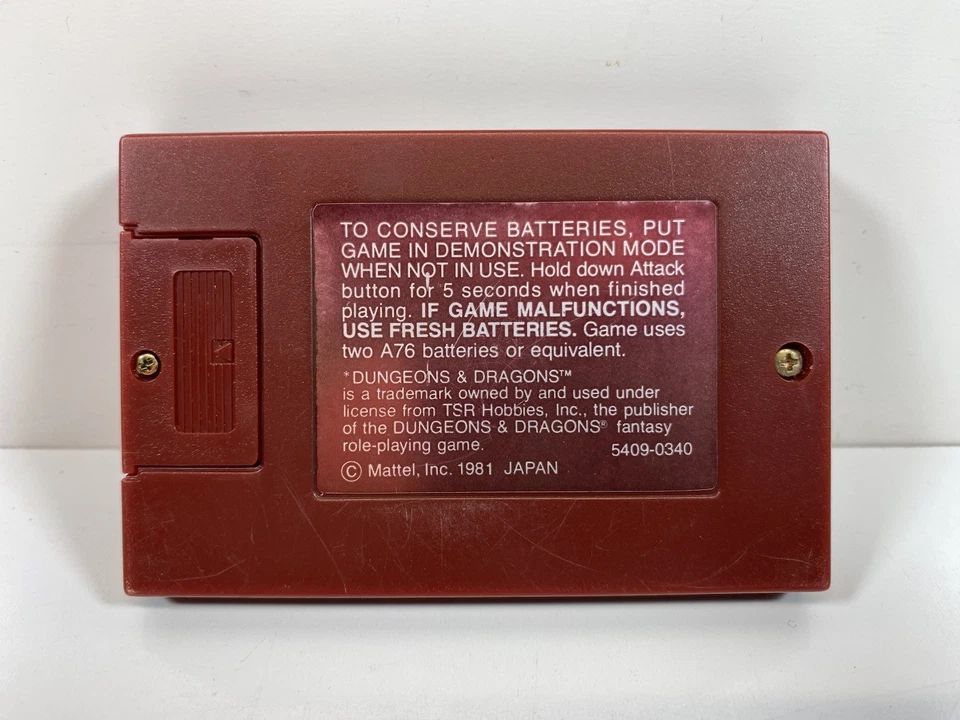 TO CONSERVE BATTERIES, PUT
GAME IN DEMONSTRATION MODE
WHEN NOT IN USE. Hold down Attack
button for 5 seconds when finished
playing. IF GAME MALFUNCTIONS,
USE FRESH BATTERIES. Game uses
two A76 batteries or equivalent.
*DUNGEONS & DRAGONS™
is a trademark owned by and used under
license from TSR Hobbies, Inc., the publisher
of the DUNGEONS & DRAGONS® fantasy
role-playing game. 5409-0340
© Mattel, Inc. 1981 JAPAN